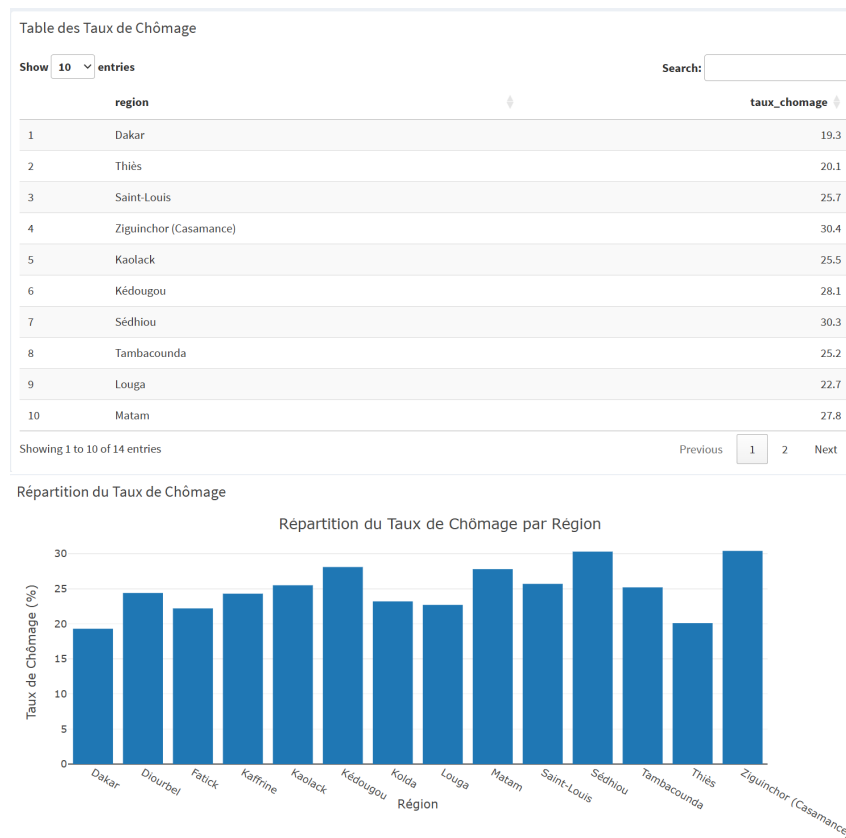 Table des Taux de Chômage
Show 10 entries
Search:
region taux_chomage
1 Dakar 19.3
2 Thiès 20.1
3 Saint-Louis 25.7
4 Ziguinchor (Casamance) 30.4
5 Kaolack 25.5
6 Kédougou 28.1
7 Sédhiou 30.3
8 Tambacounda 25.2
9 Louga 22.7
10 Matam 27.8
Showing 1 to 10 of 14 entries
Previous 1 2 Next
Répartition du Taux de Chômage
Répartition du Taux de Chômage par Région
Taux de Chômage (%)
30
25
20
15
10
5
0
Dakar
Diourbel
Fatick
Kaffrine
Kaolack
Kédougou
Kolda
Louga
Matam
Saint-Louis
Sédhiou
Tambacounda
Thiès
Ziguinchor (Casamance
Région